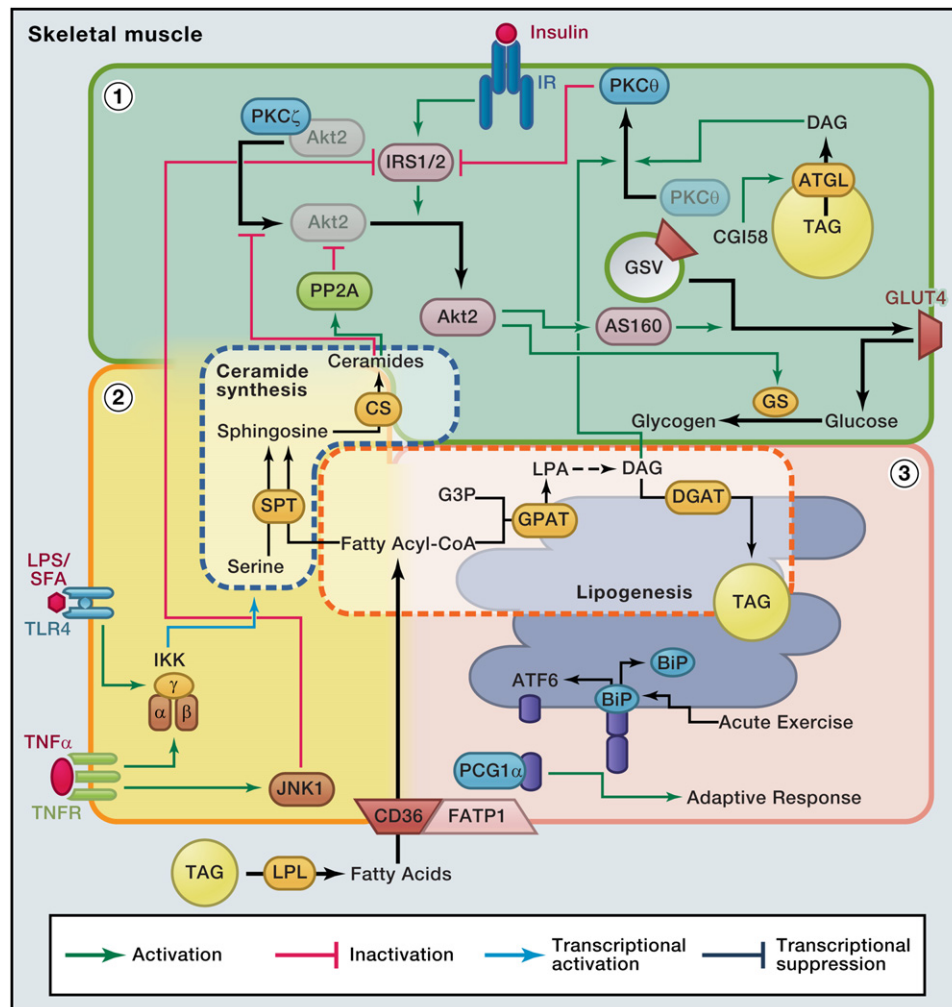 Skeletal muscle
Insulin
IR
1
PKCζ
Akt2
IRS1/2
PKCθ
DAG
ATGL
TAG
PKCθ
CGI58
Akt2
GSV
PP2A
GLUT4
Akt2
AS160
Ceramides
Ceramide
synthesis
2
CS
GS
Glycogen
Glucose
Sphingosine
3
LPA
DAG
G3P
DGAT
SPT
GPAT
Fatty Acyl-CoA
Serine
LPS/
SFA
Lipogenesis
TAG
TLR4
IKK
γ
α
β
BiP
ATF6
BiP
Acute Exercise
TNFα
PCG1α
JNK1
Adaptive Response
TNFR
CD36
FATP1
TAG
LPL
Fatty Acids
Activation
Inactivation
Transcriptional
activation
Transcriptional
suppression